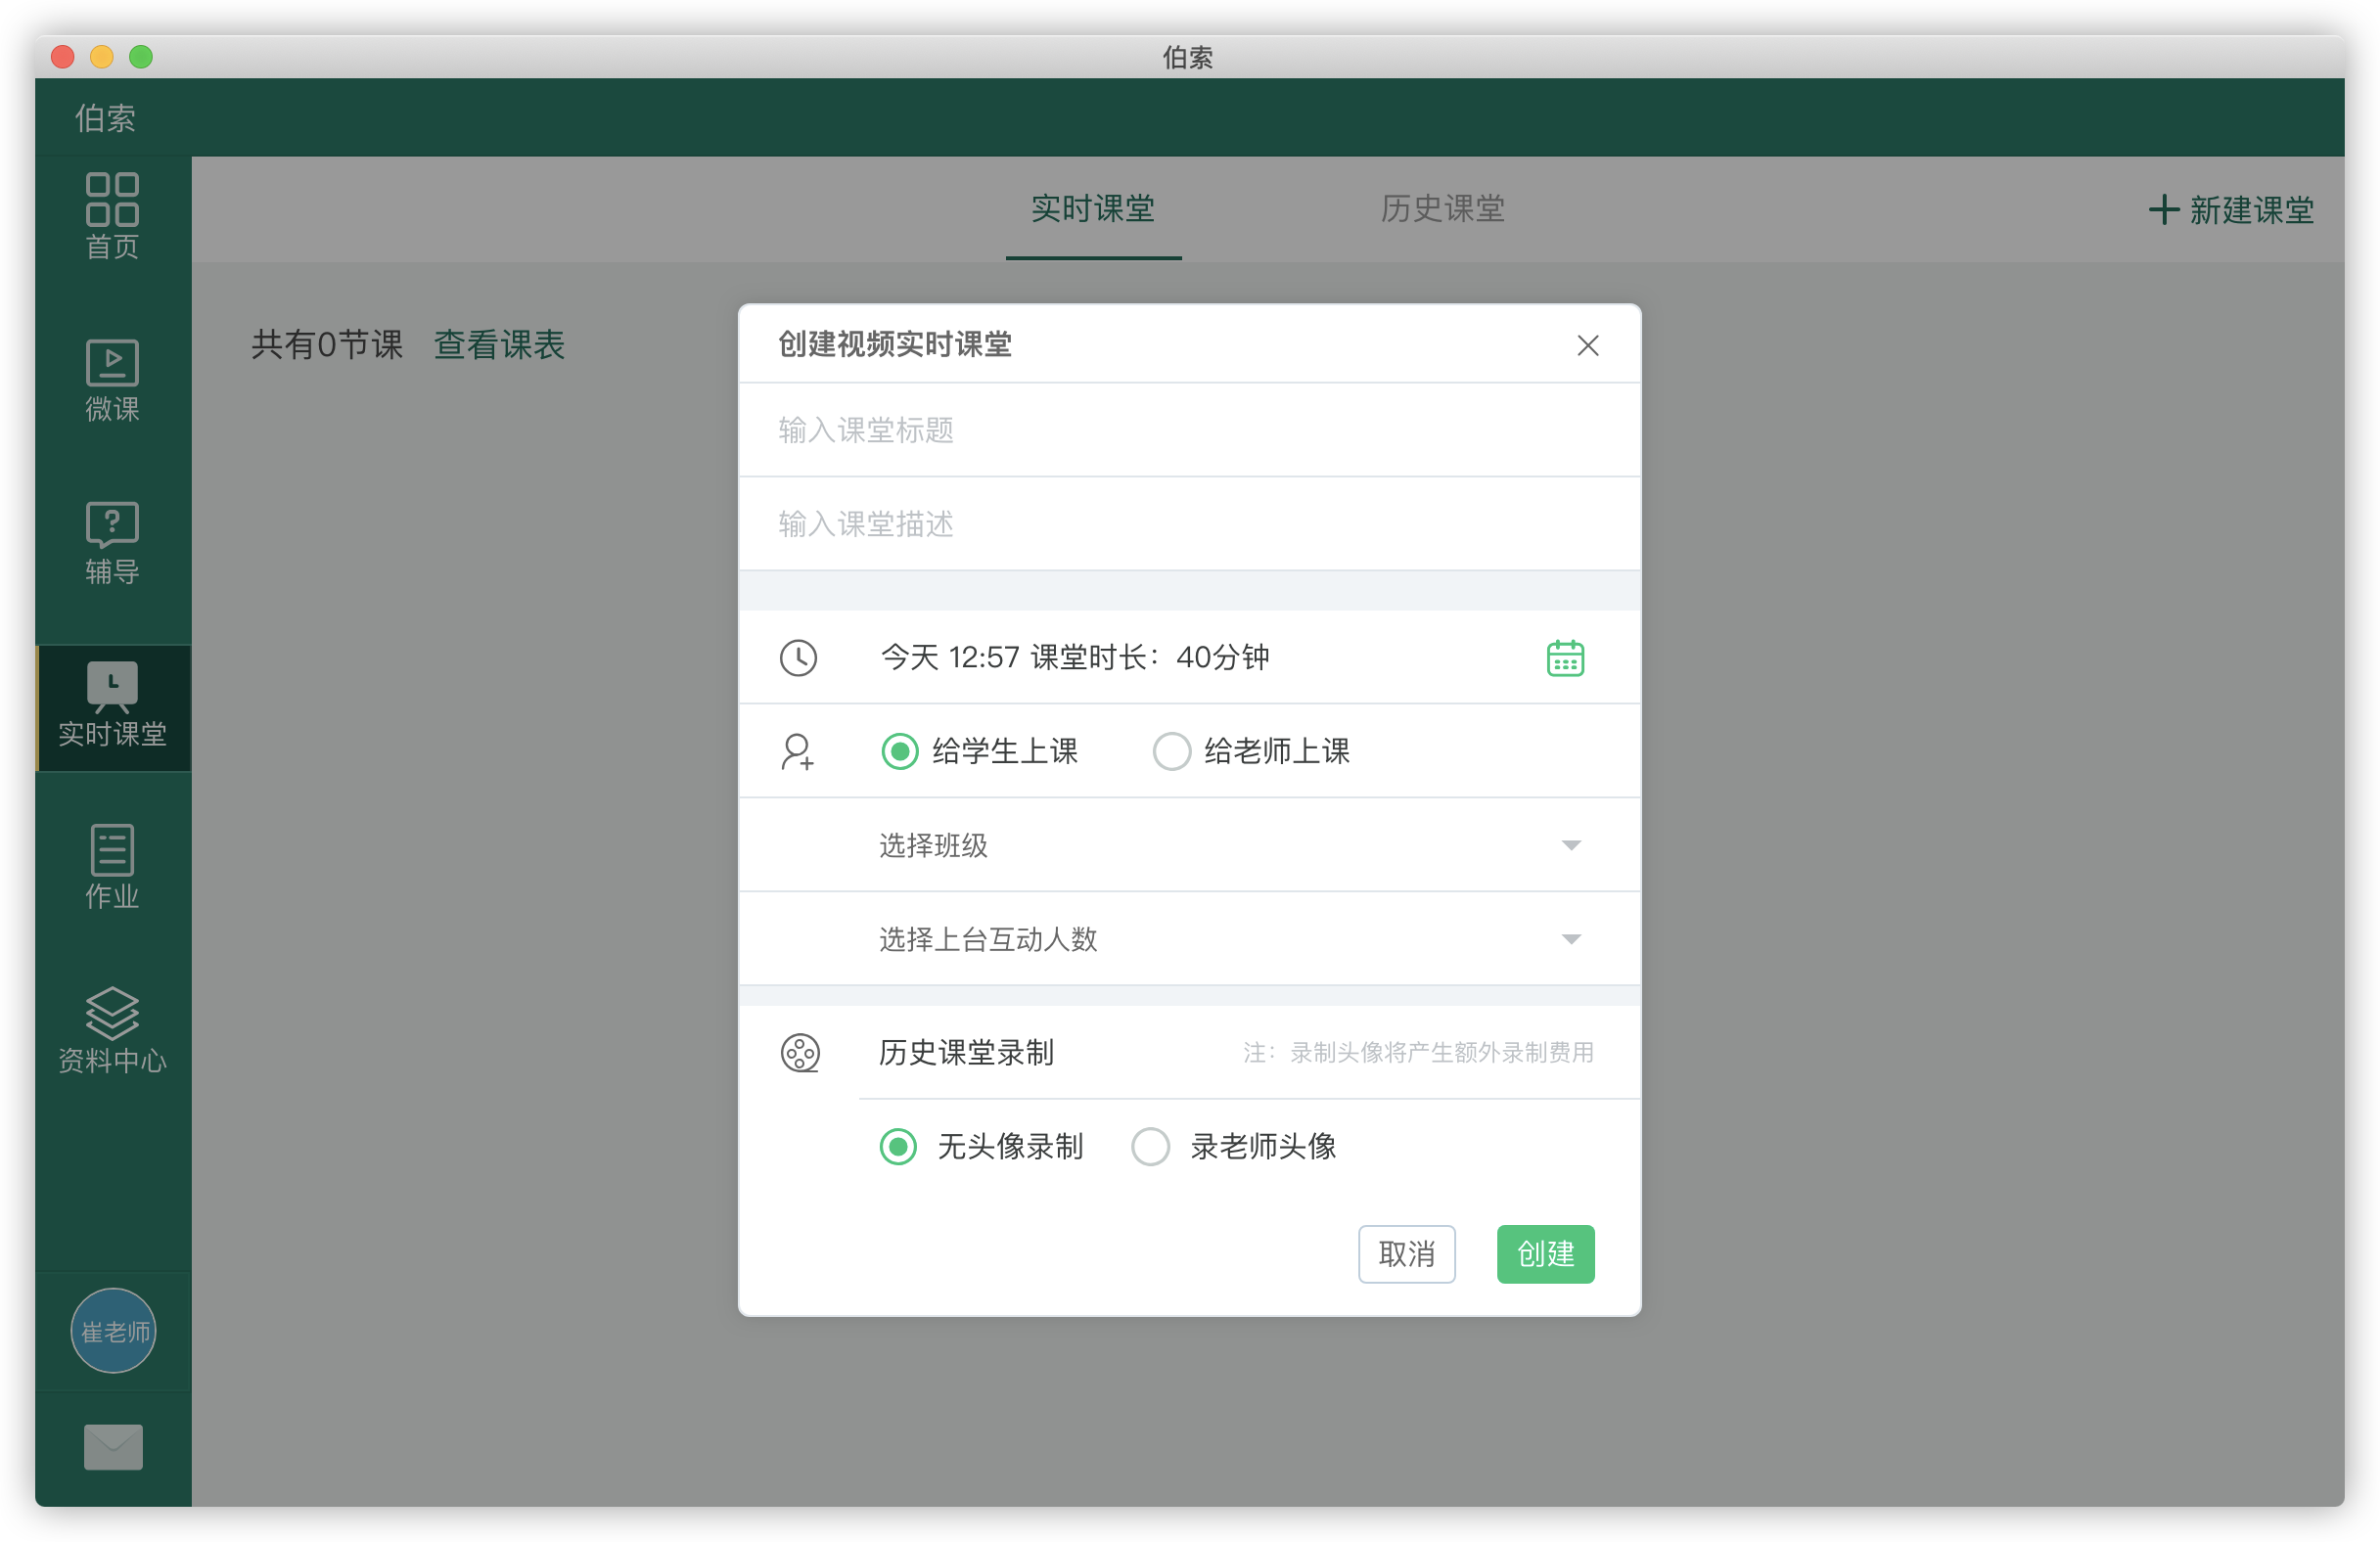 伯索
伯索
首页
微课
辅导
实时课堂
作业
资料中心
崔老师
实时课堂 历史课堂 新建课堂
共有0节课 查看课表
创建视频实时课堂
输入课堂标题
输入课堂描述
今天 12:57 课堂时长：40分钟
给学生上课 给老师上课
选择班级
选择上台互动人数
历史课堂录制 注：录制头像将产生额外录制费用
无头像录制 录老师头像
取消 创建